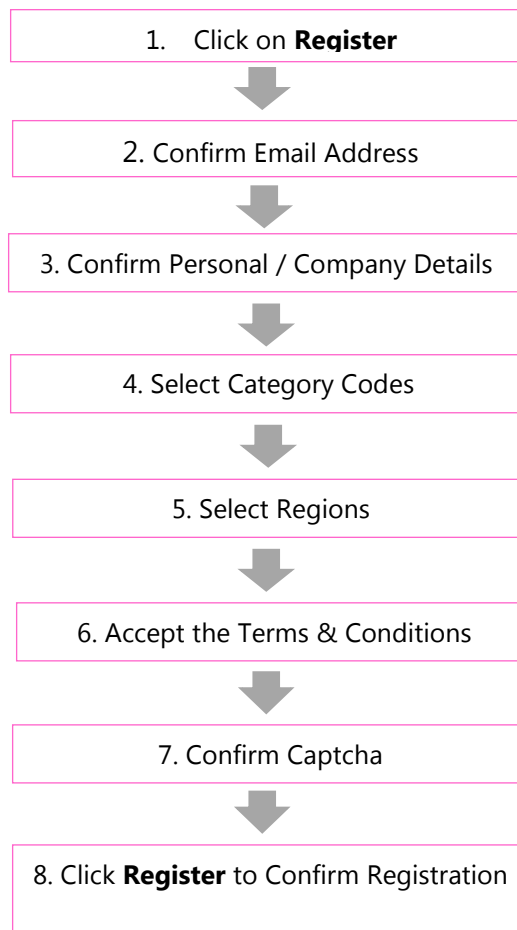 1. Click on Register
2. Confirm Email Address
3. Confirm Personal / Company Details
4. Select Category Codes
5. Select Regions
6. Accept the Terms & Conditions
7. Confirm Captcha
8. Click Register to Confirm Registration